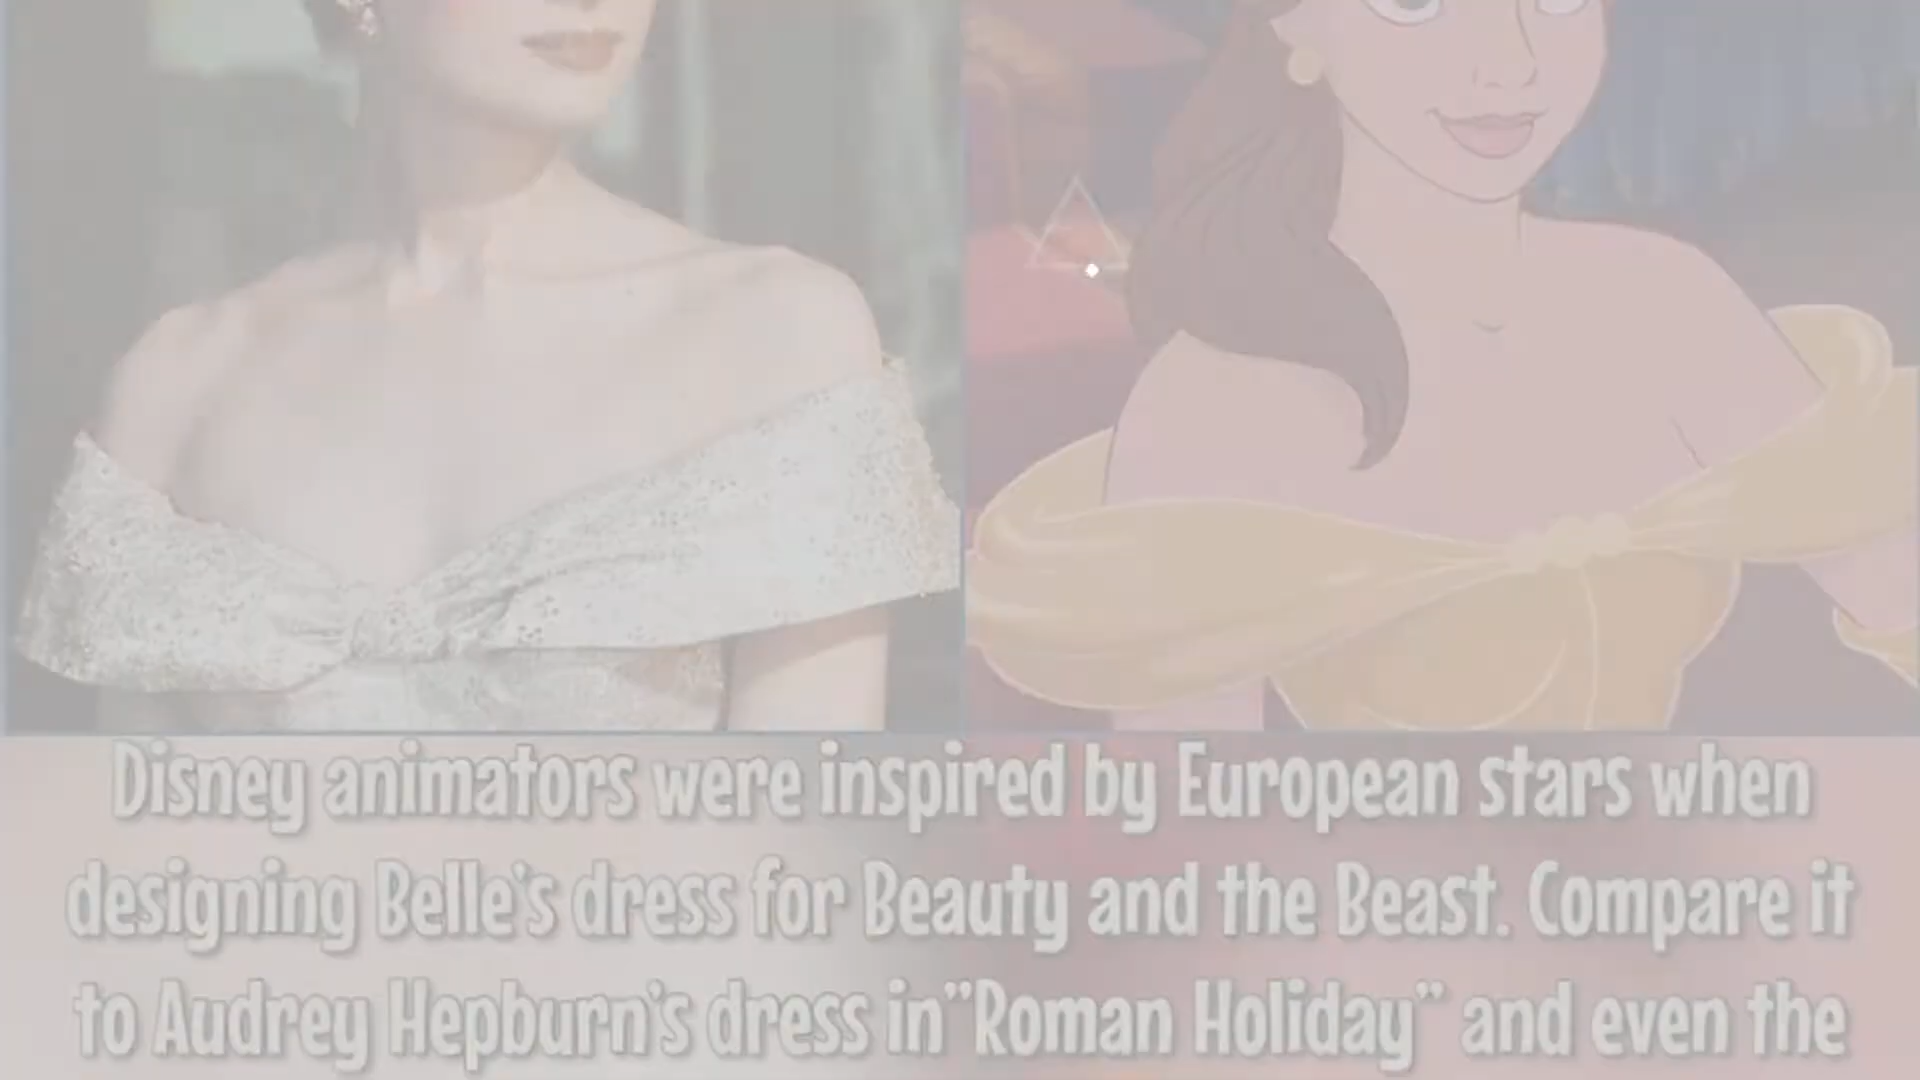 Disney animators were inspired by European stars when
designing Belle's dress for Beauty and the Beast. Compare it
to Audrey Hepburn's dress in"Roman Holiday" and even the